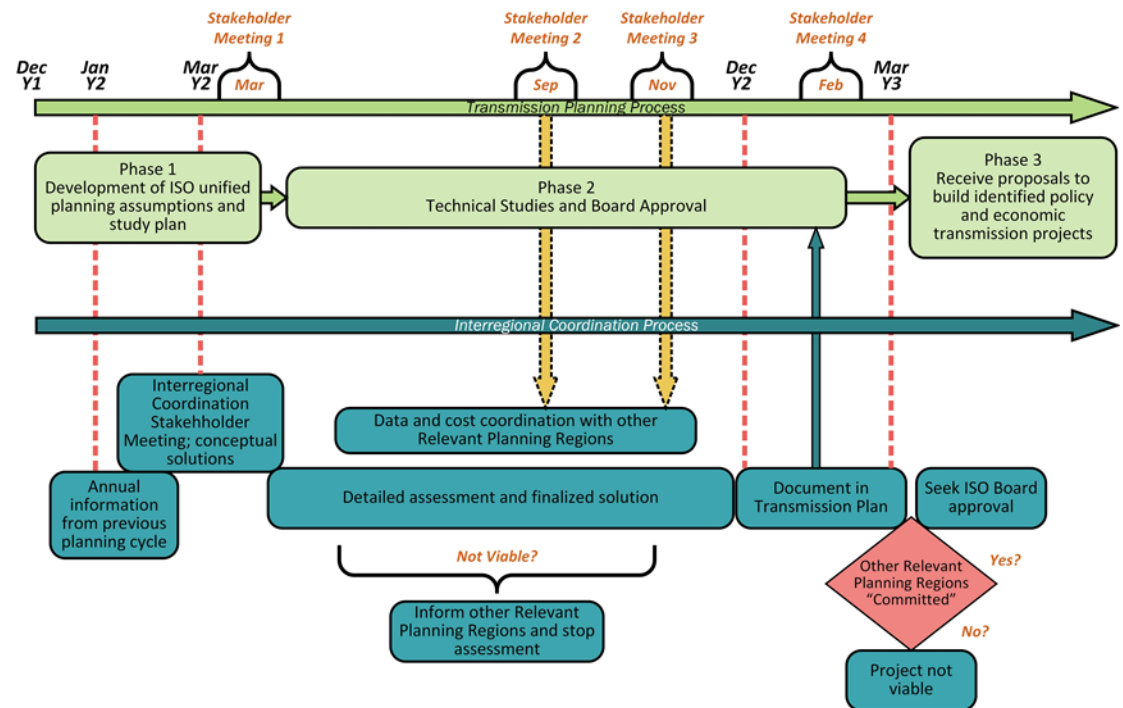 Stakeholder
Meeting 1
Stakeholder
Meeting 2
Stakeholder
Meeting 3
Stakeholder
Meeting 4
Dec
Y1
Jan
Y2
Mar
Y2
Mar
Sep
Nov
Dec
Y2
Feb
Mar
Y3
Transmission Planning Process
Phase 1
Development of ISO unified
planning assumptions and
study plan
Phase 2
Technical Studies and Board Approval
Phase 3
Receive proposals to
build identified policy
and economic
transmission projects
Interregional Coordination Process
Interregional
Coordination
Stakehholder
Meeting; conceptual
solutions
Data and cost coordination with other
Relevant Planning Regions
Annual
information
from previous
planning cycle
Detailed assessment and finalized solution
Document in
Transmission Plan
Seek ISO Board
approval
Not Viable?
Inform other Relevant
Planning Regions and stop
assessment
Other Relevant
Planning Regions
“Committed”
Yes?
No?
Project not
viable